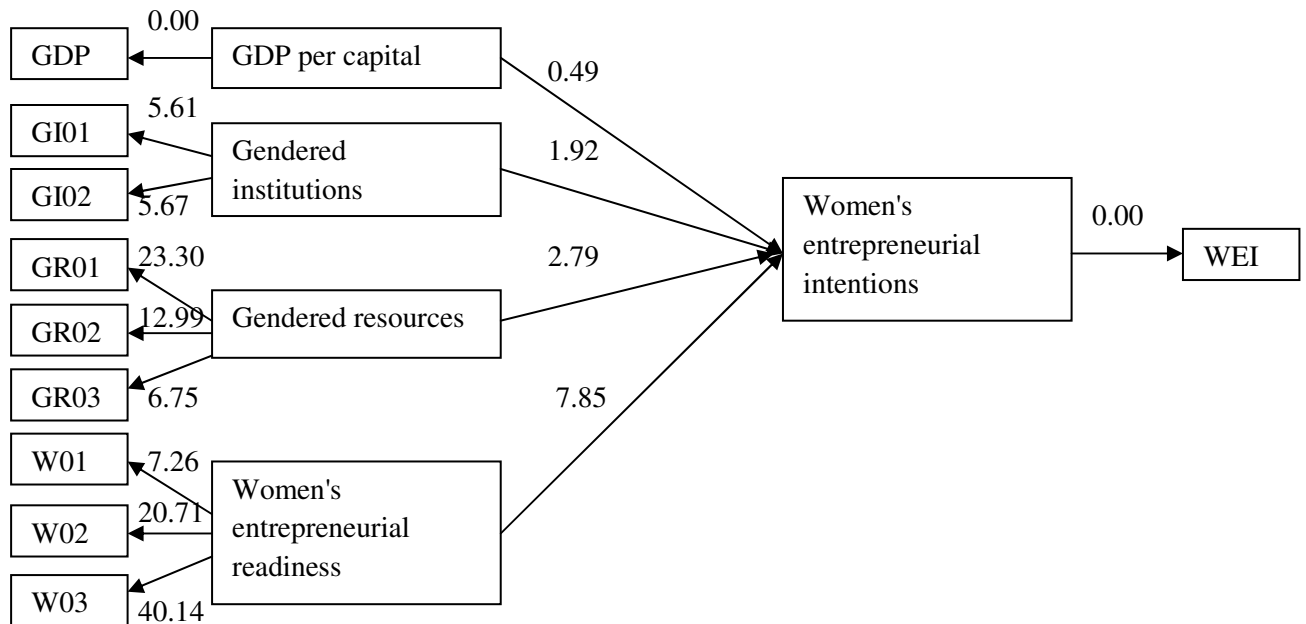 0.00
GDP
GDP per capital
0.49
5.61
GI01
Gendered
institutions
1.92
GI02
5.67
Women's
entrepreneurial
intentions
0.00
WEI
GR01
23.30
2.79
Gendered resources
GR02
12.99
GR03
6.75
7.85
W01
7.26
Women's
entrepreneurial
readiness
W02
20.71
W03
40.14